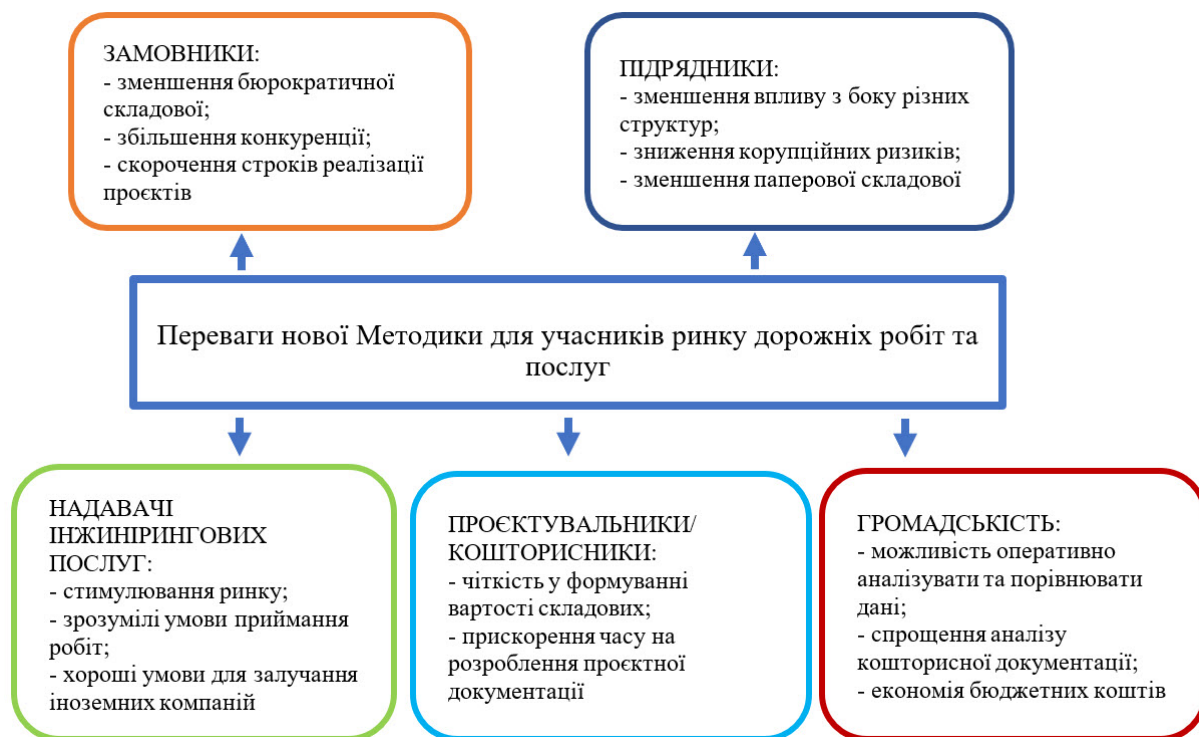 ЗАМОВНИКИ:
- зменшення бюрократичної
складової;
- збільшення конкуренції;
- скорочення строків реалізації
проєктів
ПІДРЯДНИКИ:
- зменшення впливу з боку різних
структур;
- зниження корупційних ризиків;
- зменшення паперової складової
Переваги нової Методики для учасників ринку дорожніх робіт та
послуг
НАДАВАЧІ
ІНЖИНІРИНГОВИХ
ПОСЛУГ:
- стимулювання ринку;
- зрозумілі умови приймання
робіт;
- хороші умови для залучання
іноземних компаній
ПРОЄКТУВАЛЬНИКИ/
КОШТОРИСНИКИ:
- чіткість у формуванні
вартості складових;
- прискорення часу на
розроблення проєктної
документації
ГРОМАДСЬКІСТЬ:
- можливість оперативно
аналізувати та порівнювати
дані;
- спрощення аналізу
кошторисної документації;
- економія бюджетних коштів